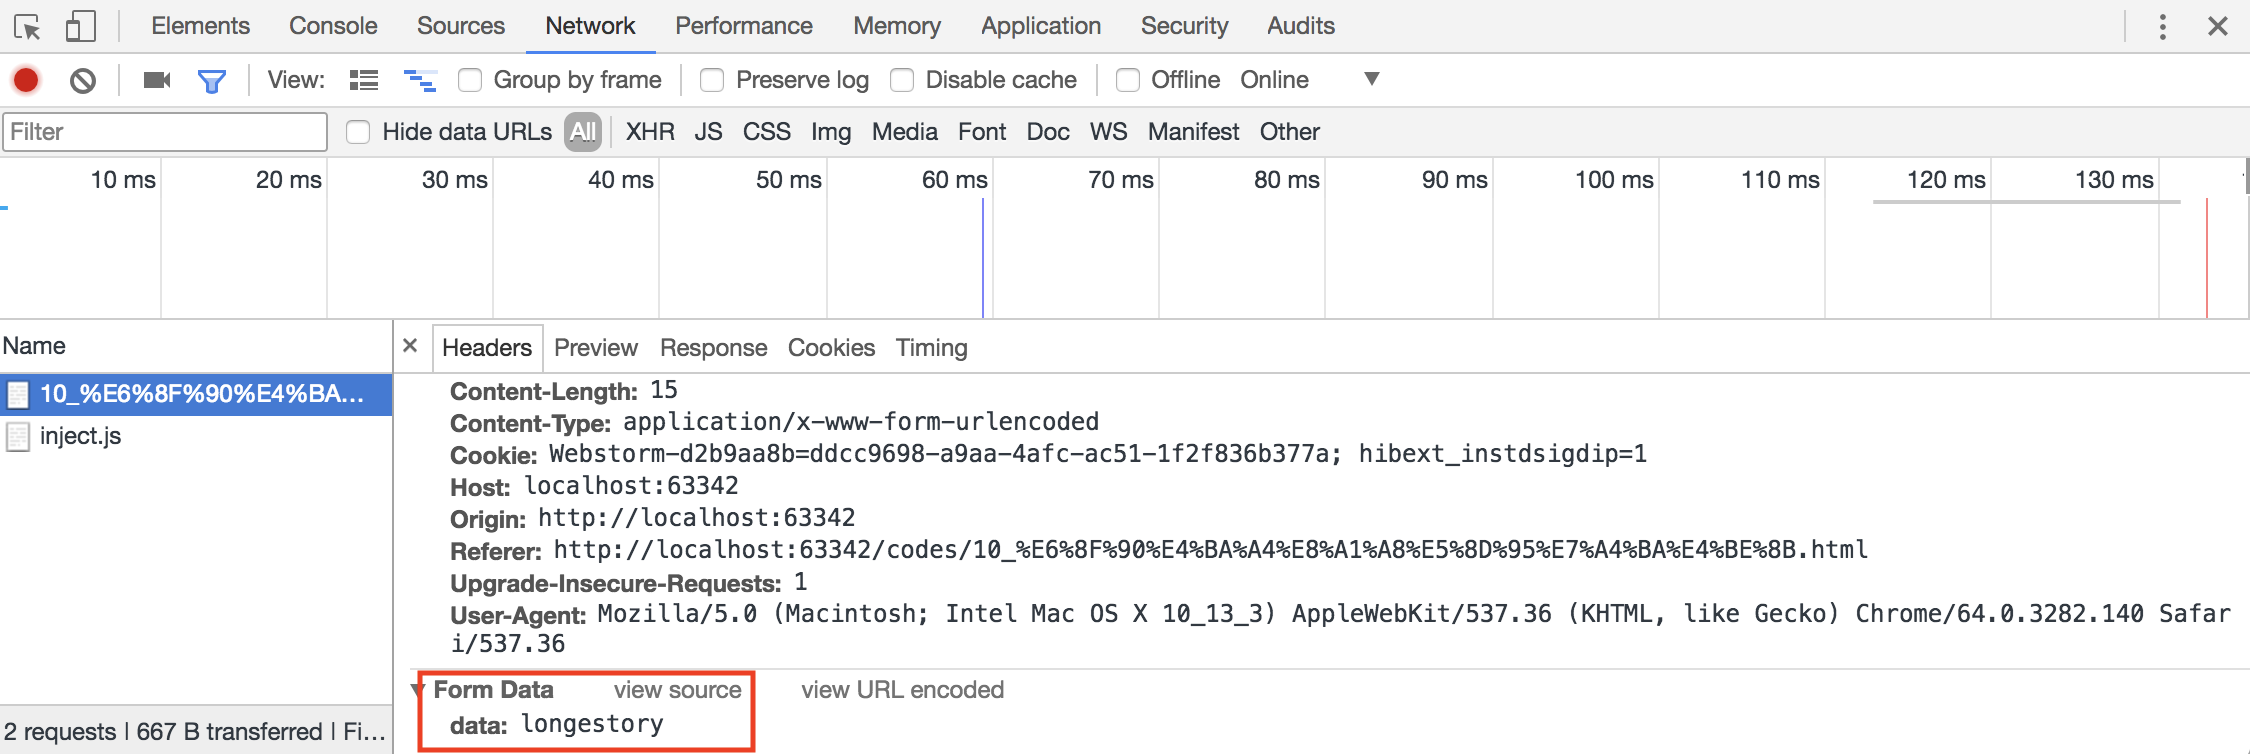 Elements Console Sources Network Performance Memory Application Security Audits
View: Group by frame Preserve log Disable cache Offline Online
Filter Hide data URLs All XHR JS CSS Img Media Font Doc WS Manifest Other
10 ms 20 ms 30 ms 40 ms 50 ms 60 ms 70 ms 80 ms 90 ms 100 ms 110 ms 120 ms 130 ms
Name
10_%E6%8F%90%E4%BA...
inject.js
2 requests | 667 B transferred | Fi...
Headers Preview Response Cookies Timing
Content-Length: 15
Content-Type: application/x-www-form-urlencoded
Cookie: Webstorm-d2b9aa8b=ddcc9698-a9aa-4afc-ac51-1f2f836b377a; hibext_instdsigdip=1
Host: localhost:63342
Origin: http://localhost:63342
Referer: http://localhost:63342/codes/10_%E6%8F%90%E4%BA%A4%E8%A1%A8%E5%8D%95%E7%A4%BA%E4%BE%8B.html
Upgrade-Insecure-Requests: 1
User-Agent: Mozilla/5.0 (Macintosh; Intel Mac OS X 10_13_3) AppleWebKit/537.36 (KHTML, like Gecko) Chrome/64.0.3282.140 Safar
i/537.36
Form Data view source view URL encoded
data: longestory